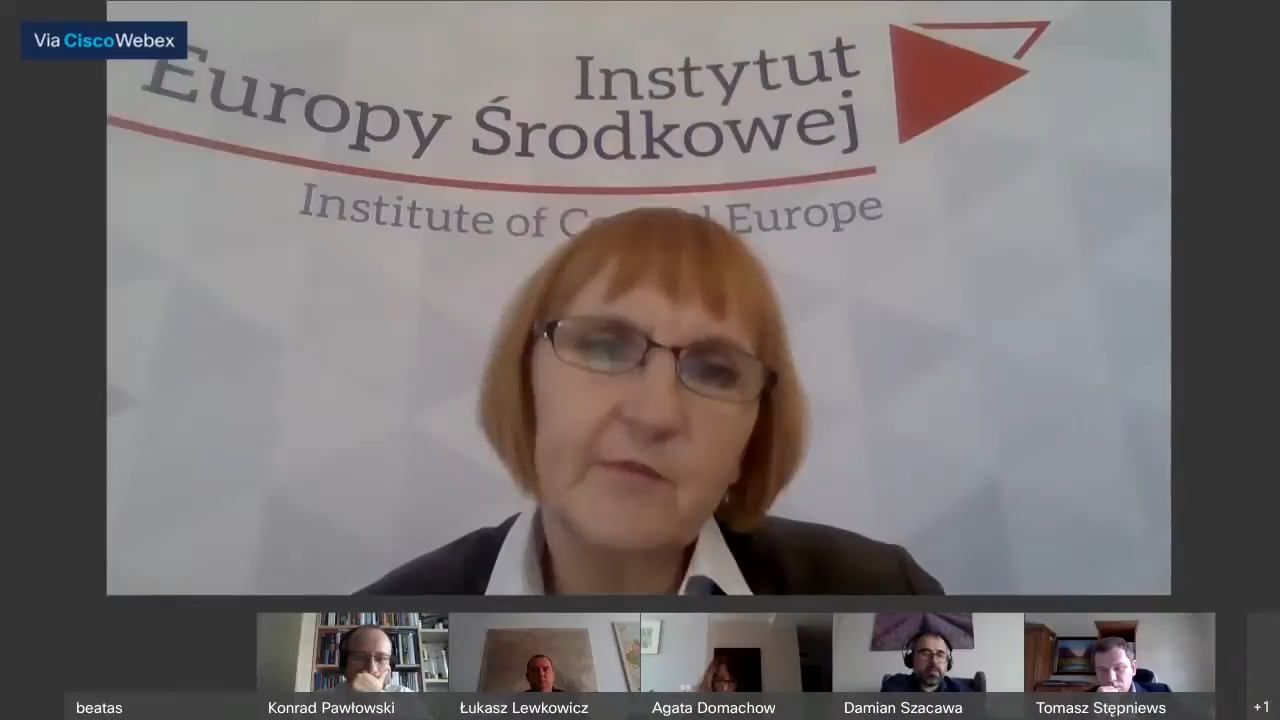 Via CiscoWebex
Instytut
Europy Środkowej
Institute of C l Europe
beatas
Konrad Pawłowski
Łukasz Lewkowicz
Agata Domachow
Damian Szacawa
Tomasz Stępniews
+1